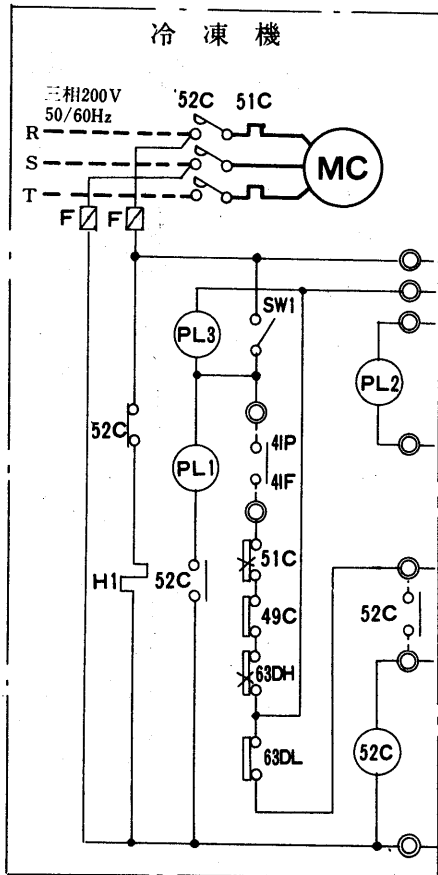 冷凍機
三相200V
50/60Hz
52C
51C
R
S
T
MC
F
F
SW1
PL3
PL2
52C
PL1
41P
41F
51C
H1
52C
49C
52C
63DH
63DL
52C